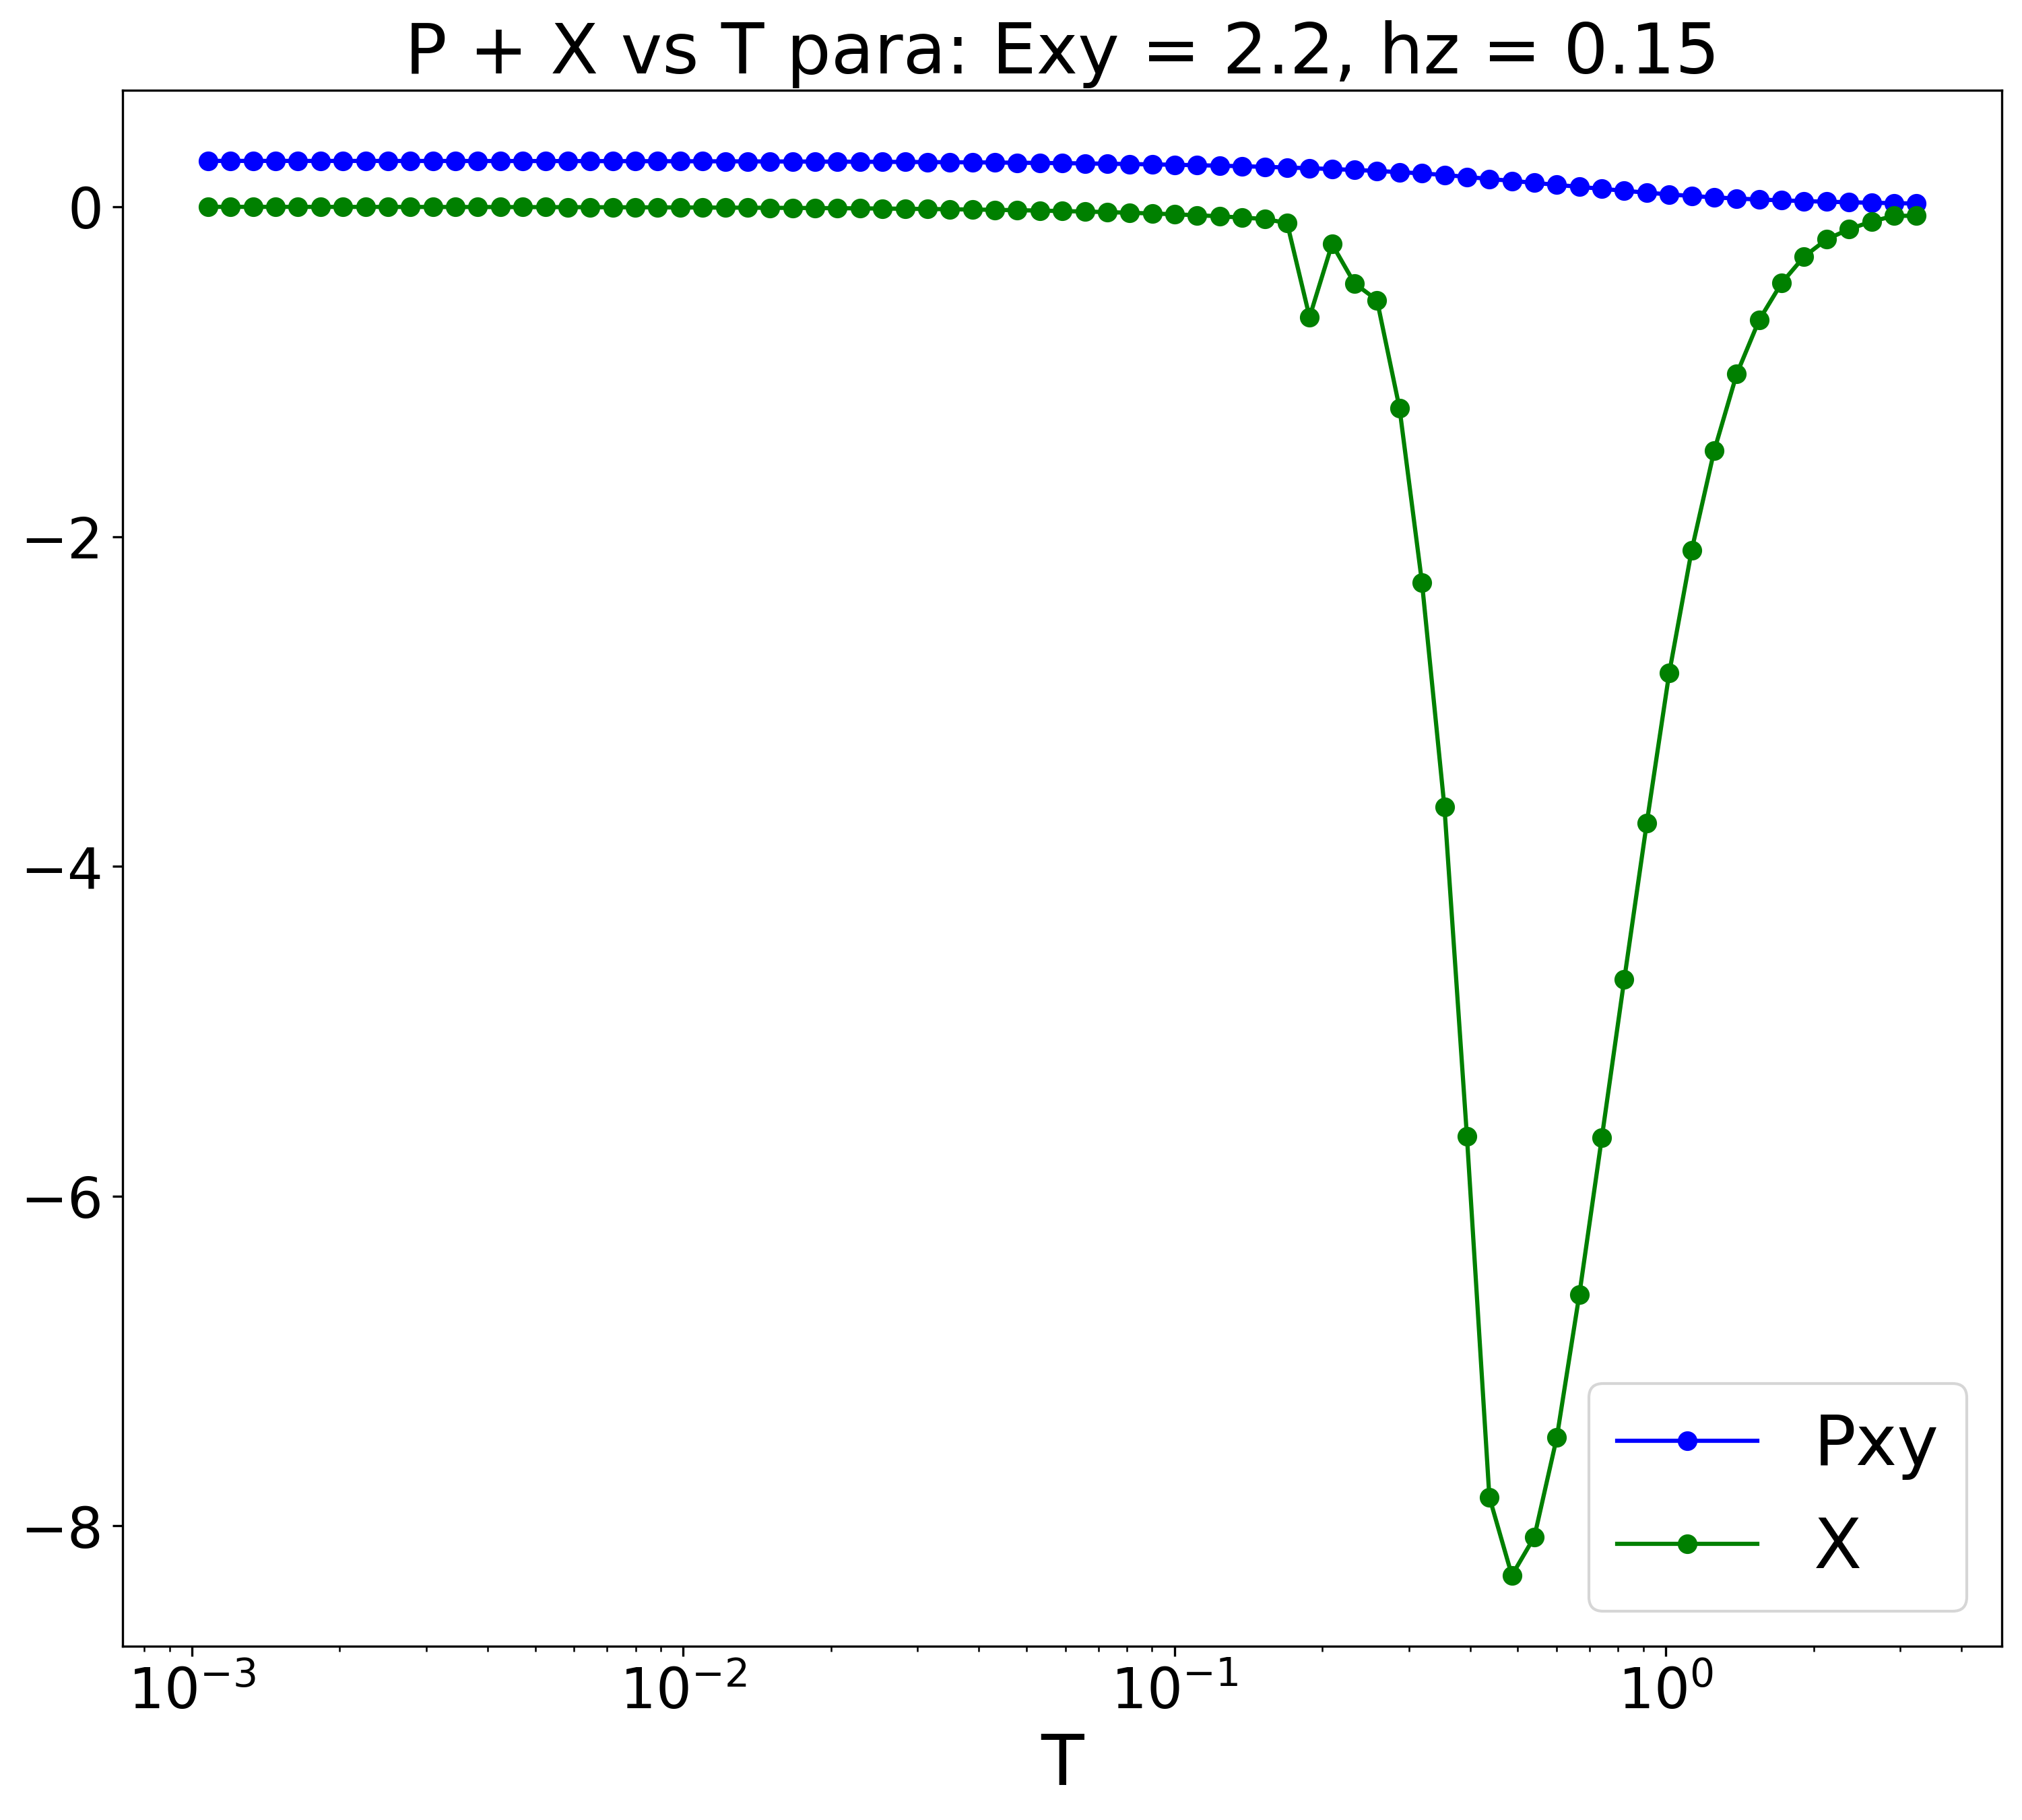 P + X vs T para: Exy = 2.2, hz = 0.15
0
−2
−4
−6
−8
Pxy
X
10⁻³ 10⁻² 10⁻¹ 10⁰
T